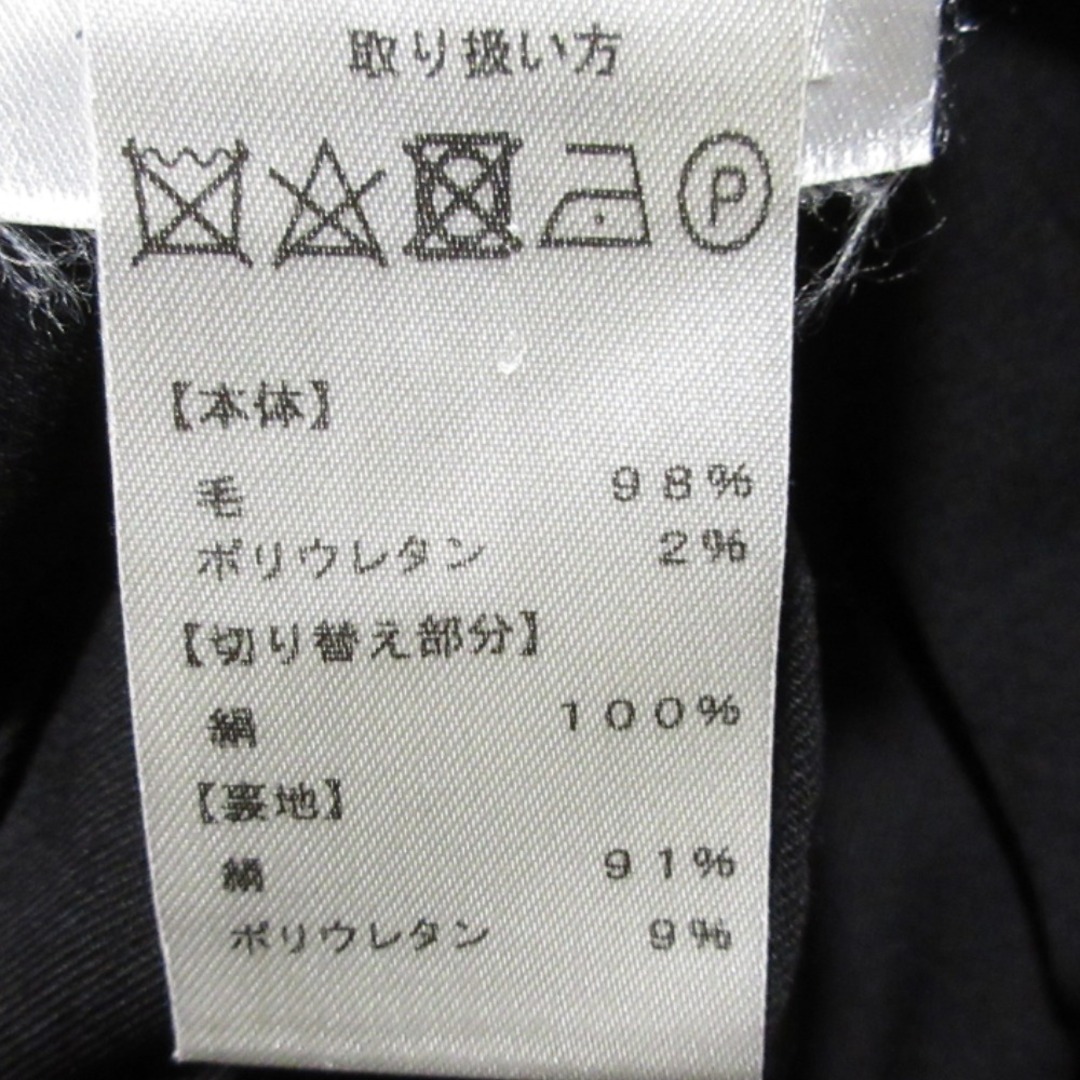 取り扱い方
P
【本体】
毛 98%
ポリウレタン 2%
【切り替え部分】
絹 100%
【裏地】
絹 91%
ポリウレタン 9%